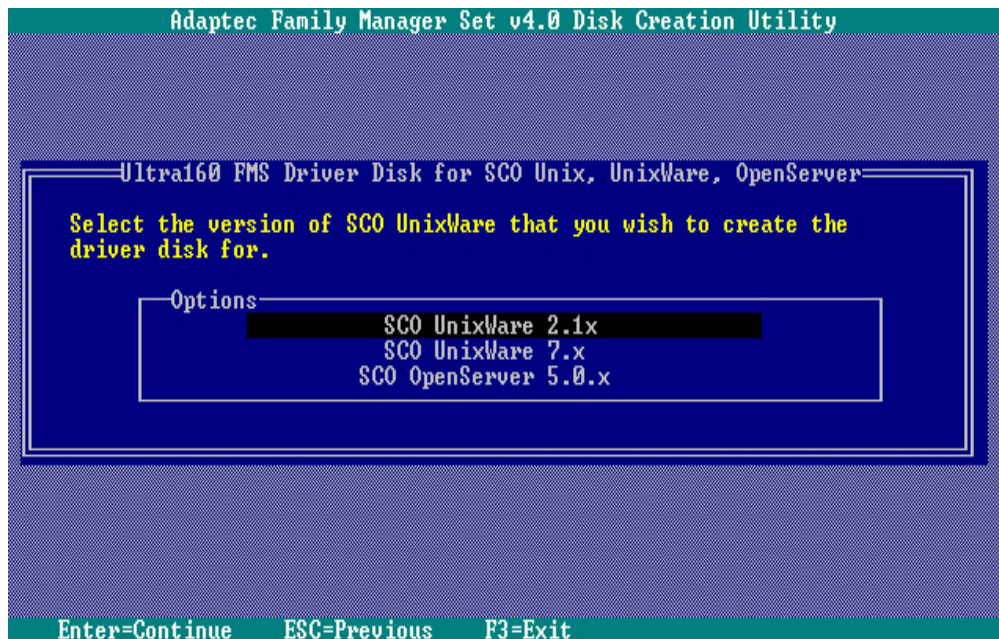 Adaptec Family Manager Set v4.0 Disk Creation Utility
Ultra160 FMS Driver Disk for SCO Unix, UnixWare, OpenServer
Select the version of SCO UnixWare that you wish to create the
driver disk for.
Options
SCO UnixWare 2.1x
SCO UnixWare 7.x
SCO OpenServer 5.0.x
Enter=Continue ESC=Previous F3=Exit